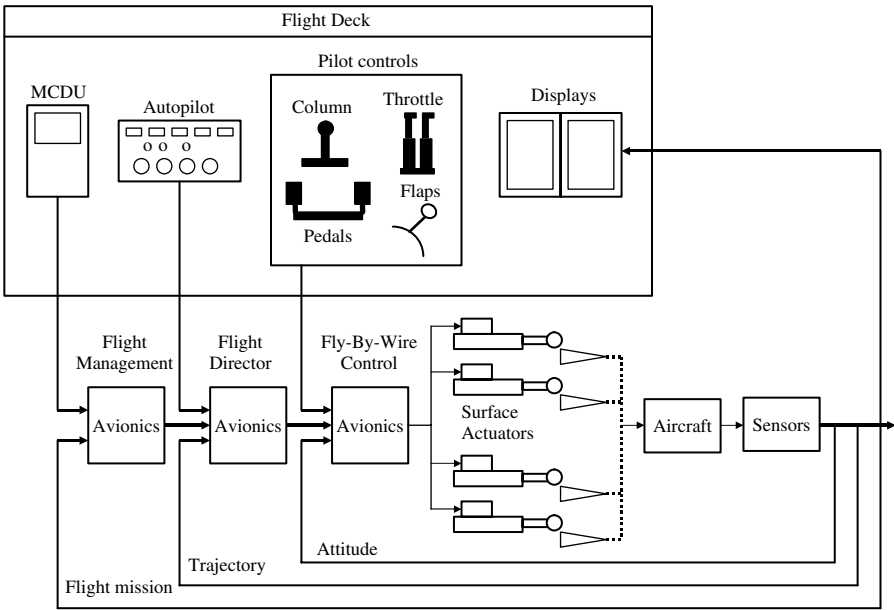 Flight Deck
Pilot controls
MCDU
Autopilot
Column
Throttle
Displays
Flaps
Pedals
Flight
Management
Flight
Director
Fly-By-Wire
Control
Avionics
Avionics
Avionics
Surface
Actuators
Aircraft
Sensors
Attitude
Trajectory
Flight mission